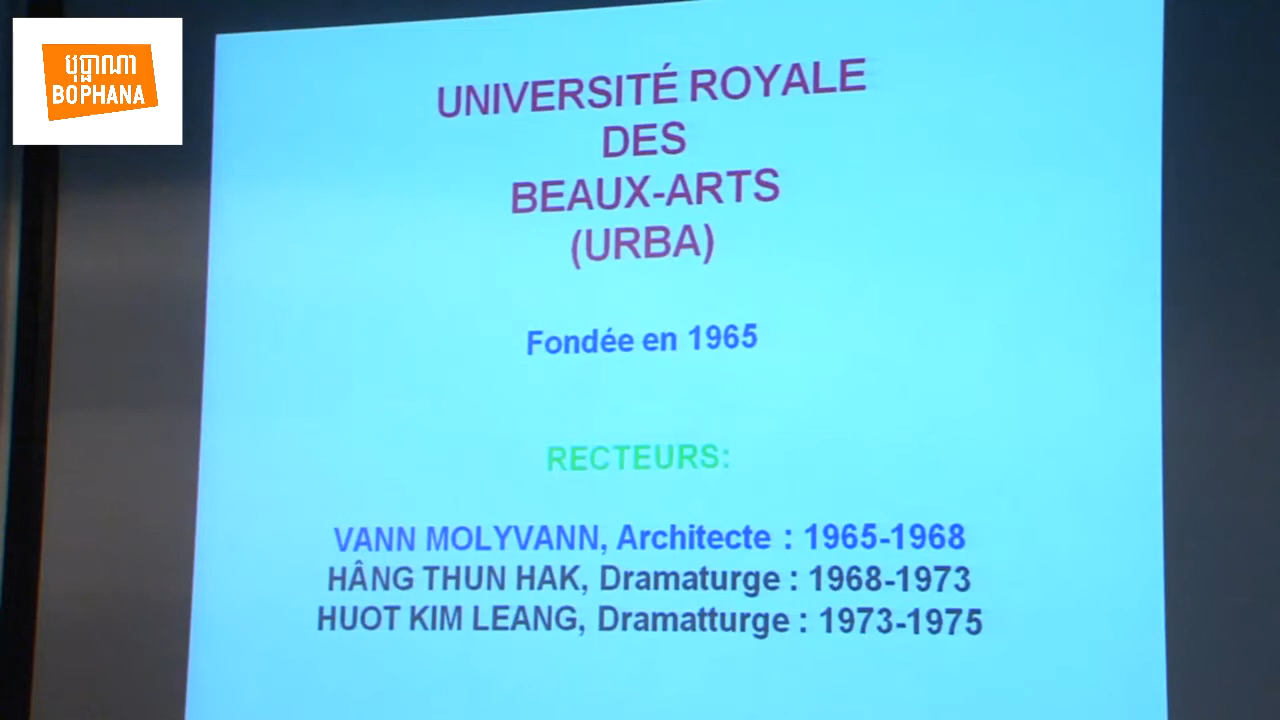 បុប្ផាណា
BOPHANA
UNIVERSITÉ ROYALE
DES
BEAUX-ARTS
(URBA)
Fondée en 1965
RECTEURS:
VANN MOLYVANN, Architecte : 1965-1968
HÂNG THUN HAK, Dramaturge : 1968-1973
HUOT KIM LEANG, Dramatturge : 1973-1975